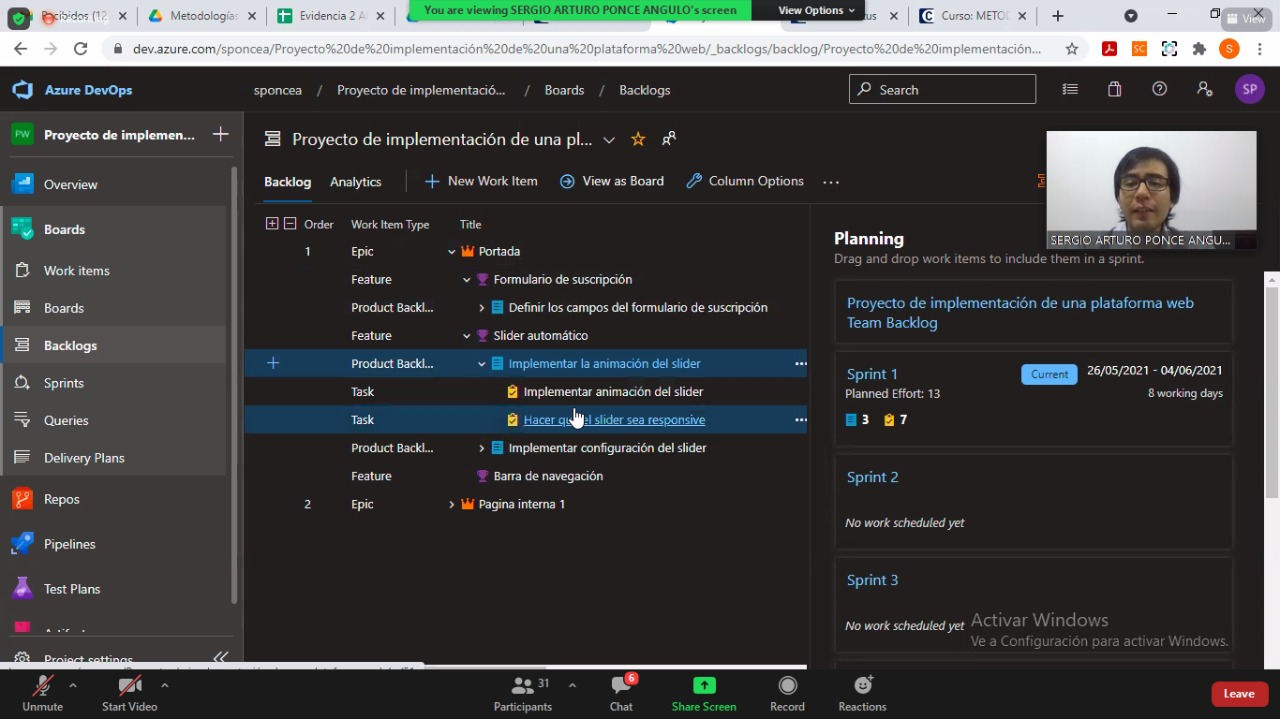 Recibidos (12
Metodologías
Evidencia 2 A
You are viewing SERGIO ARTURO PONCE ANGULO's screen
View Options
Curso: METOD
View
dev.azure.com/sponcea/Proyecto%20de%20implementación%20de%20una%20plataforma%20web/_backlogs/backlog/Proyecto%20de%20implementación...
SC
S
Azure DevOps
sponcea / Proyecto de implementació... / Boards / Backlogs
Search
SP
PW
Proyecto de implemen...
Proyecto de implementación de una pl...
Overview
Boards
Work items
Boards
Backlogs
Sprints
Queries
Delivery Plans
Repos
Pipelines
Test Plans
Project settings
Backlog
Analytics
New Work Item
View as Board
Column Options
Order
Work Item Type
Title
1 Epic Portada
Feature Formulario de suscripción
Product Backl... Definir los campos del formulario de suscripción
Feature Slider automático
Product Backl... Implementar la animación del slider
Task Implementar animación del slider
Task Hacer que el slider sea responsive
Product Backl... Implementar configuración del slider
Feature Barra de navegación
2 Epic Pagina interna 1
SERGIO ARTURO PONCE ANGU...
Planning
Drag and drop work items to include them in a sprint.
Proyecto de implementación de una plataforma web
Team Backlog
Sprint 1
Current
26/05/2021 - 04/06/2021
Planned Effort: 13
8 working days
3
7
Sprint 2
No work scheduled yet
Sprint 3
No work scheduled yet
Activar Windows
Ve a Configuración para activar Windows.
Unmute
Start Video
31
Participants
6
Chat
Share Screen
Record
Reactions
Leave